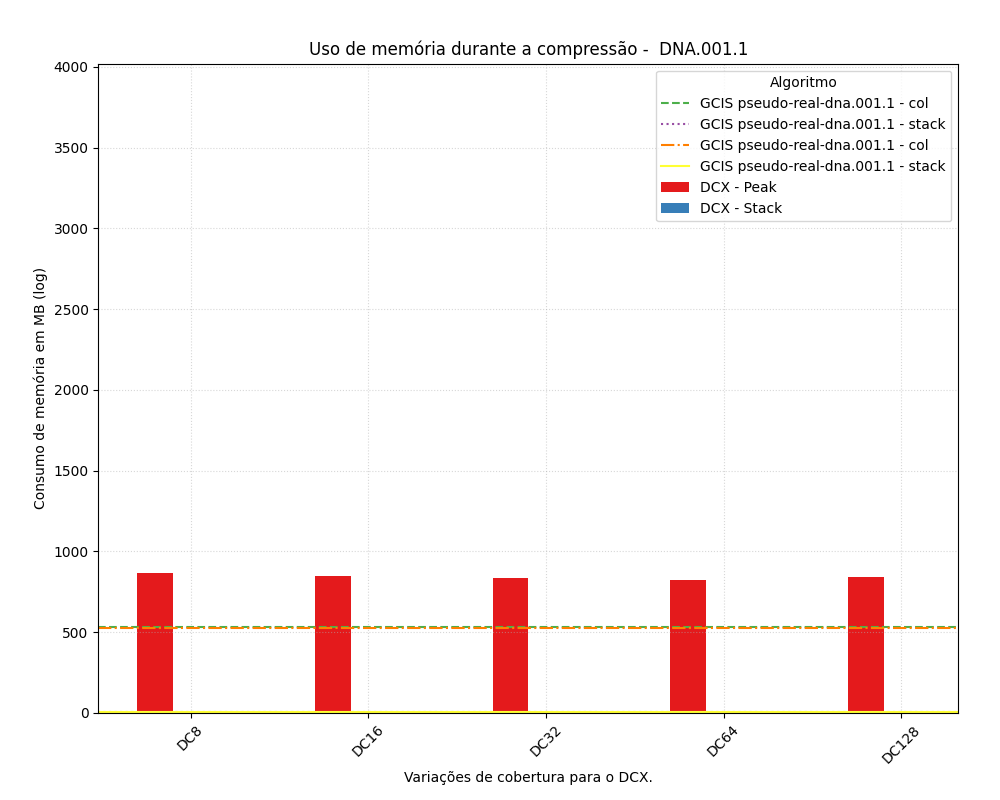 Uso de memória durante a compressão -  DNA.001.1
Algoritmo
GCIS pseudo-real-dna.001.1 - col
GCIS pseudo-real-dna.001.1 - stack
GCIS pseudo-real-dna.001.1 - col
GCIS pseudo-real-dna.001.1 - stack
DCX - Peak
DCX - Stack
Consumo de memória em MB (log)
4000
3500
3000
2500
2000
1500
1000
500
0
DC8
DC16
DC32
DC64
DC128
Variações de cobertura para o DCX.